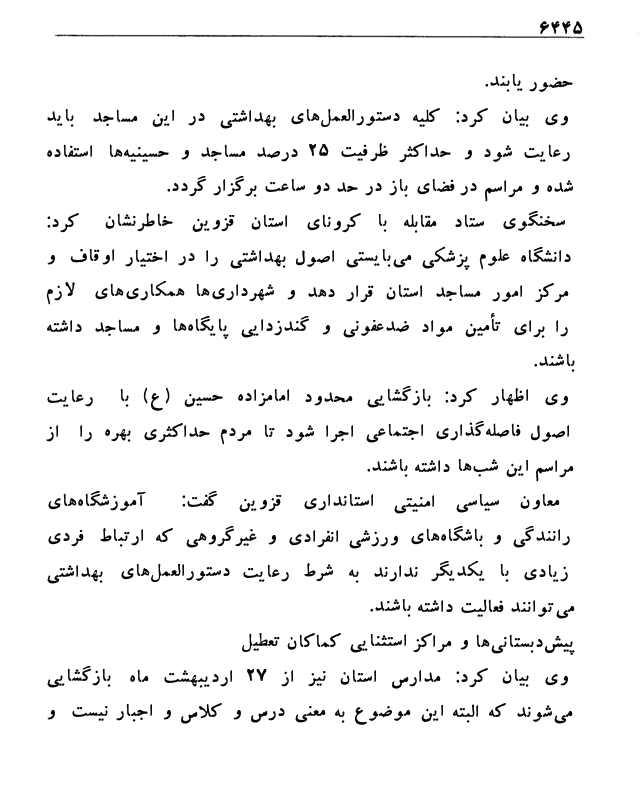 ۶۴۴۵
حضور یابند.
وی بیان کرد: کلیه دستورالعمل‌های بهداشتی در این مساجد باید
رعایت شود و حداکثر ظرفیت ۲۵ درصد مساجد و حسینیه‌ها استفاده
شده و مراسم در فضای باز در حد دو ساعت برگزار گردد.
سخنگوی ستاد مقابله با کرونای استان قزوین خاطرنشان کرد:
دانشگاه علوم پزشکی می‌بایستی اصول بهداشتی را در اختیار اوقاف و
مرکز امور مساجد استان قرار دهد و شهرداری‌ها همکاری‌های لازم
را برای تأمین مواد ضدعفونی و گندزدایی پایگاه‌ها و مساجد داشته
باشند.
وی اظهار کرد: بازگشایی محدود امامزاده حسین (ع) با رعایت
اصول فاصله‌گذاری اجتماعی اجرا شود تا مردم حداکثری بهره را از
مراسم این شب‌ها داشته باشند.
معاون سیاسی امنیتی استانداری قزوین گفت: آموزشگاه‌های
رانندگی و باشگاه‌های ورزشی انفرادی و غیرگروهی که ارتباط فردی
زیادی با یکدیگر ندارند به شرط رعایت دستورالعمل‌های بهداشتی
می‌توانند فعالیت داشته باشند.
پیش‌دبستانی‌ها و مراکز استثنایی کماکان تعطیل
وی بیان کرد: مدارس استان نیز از ۲۷ اردیبهشت ماه بازگشایی
می‌شوند که البته این موضوع به معنی درس و کلاس و اجبار نیست و